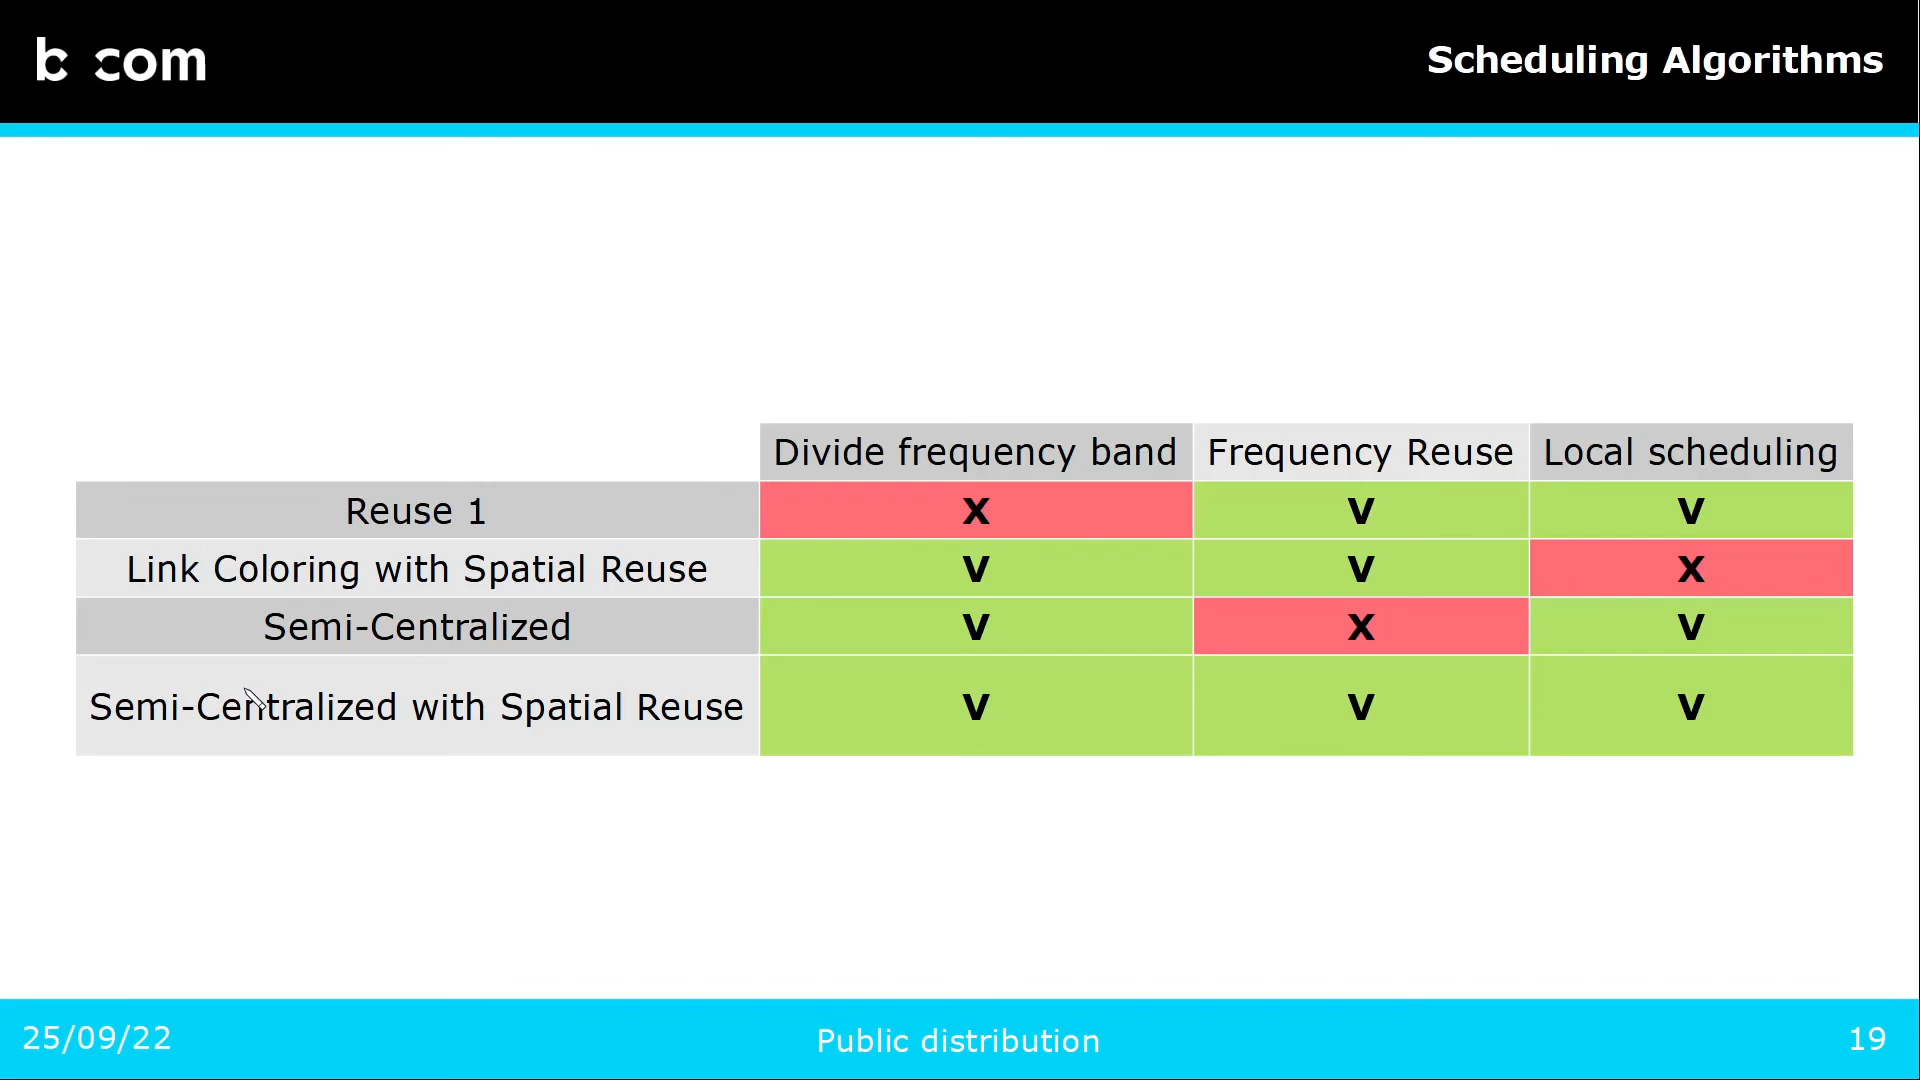 b com
Scheduling Algorithms
Divide frequency band Frequency Reuse Local scheduling
Reuse 1 x v v
Link Coloring with Spatial Reuse v v x
Semi-Centralized v x v
Semi-Centralized with Spatial Reuse v v v
25/09/22 Public distribution 19